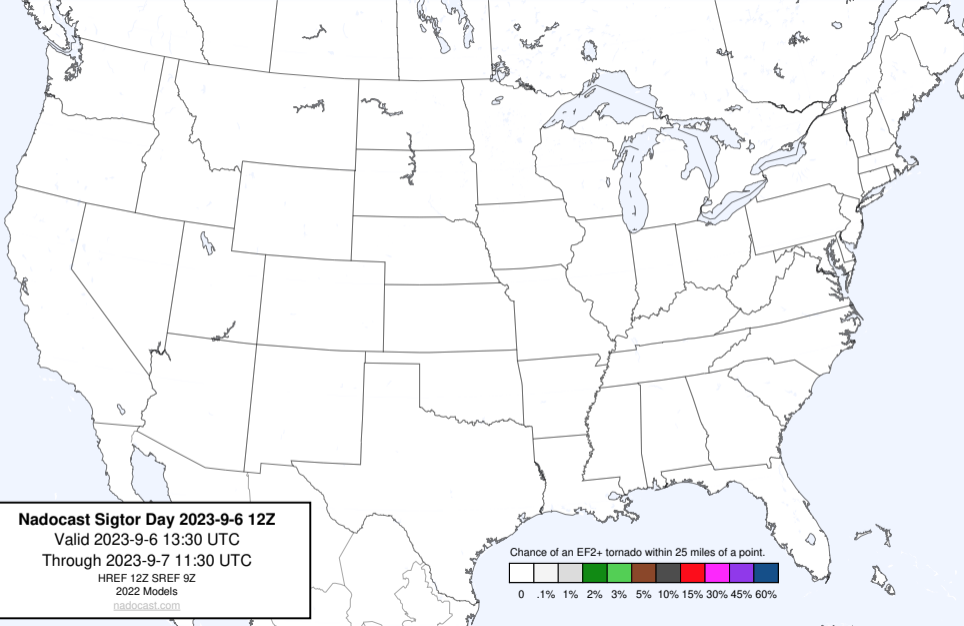 Nadocast Sigtor Day 2023-9-6 12Z
Valid 2023-9-6 13:30 UTC
Through 2023-9-7 11:30 UTC
HREF 12Z SREF 9Z
2022 Models
nadocast.com
Chance of an EF2+ tornado within 25 miles of a point.
0 .1% 1% 2% 3% 5% 10% 15% 30% 45% 60%